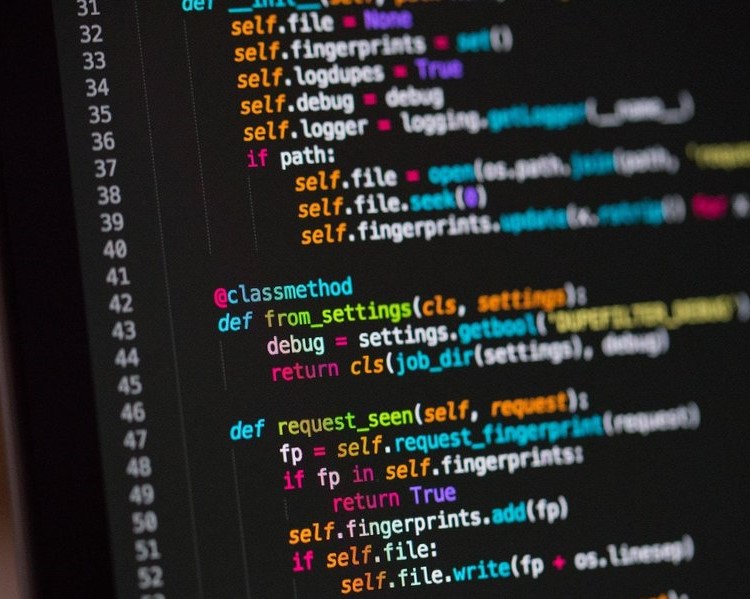 31 def __init__(self,
32 self.file = None
33 self.fingerprints = set()
34 self.logdupes = True
35 self.debug = debug
36 self.logger = logging.getLogger(__name__)
37 if path:
38 self.file = open(os.path.join(path,
39 self.file.seek(0)
40 self.fingerprints.update(x.rstrip() for
41
42 @classmethod
43 def from_settings(cls, settings):
44 debug = settings.getbool('DUPEFILTER_DEBUG')
45 return cls(job_dir(settings), debug)
46
47 def request_seen(self, request):
48 fp = self.request_fingerprint(request)
49 if fp in self.fingerprints:
50 return True
51 self.fingerprints.add(fp)
52 if self.file:
self.file.write(fp + os.linesep)